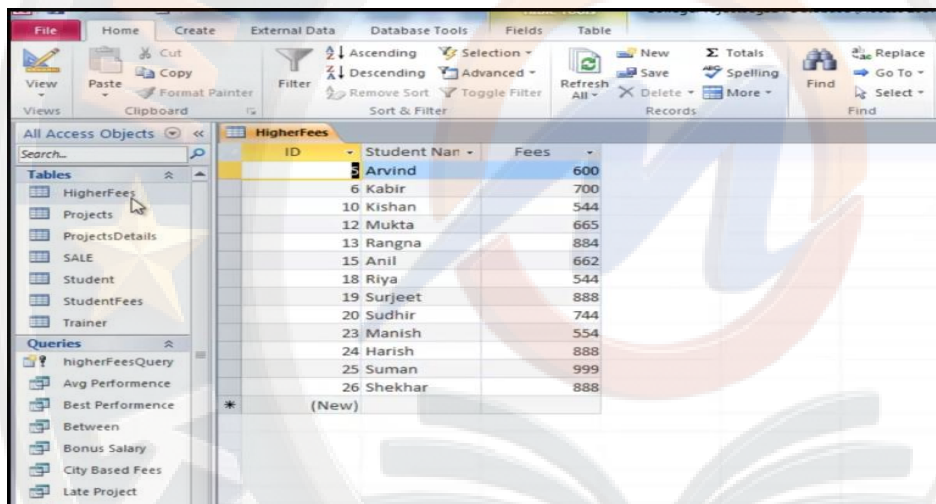 File Home Create External Data Database Tools Fields Table
View
Views
Paste
Cut
Copy
Format Painter
Clipboard
Filter
Ascending
Descending
Remove Sort
Selection
Advanced
Toggle Filter
Sort & Filter
Refresh All
New
Save
Delete
Totals
Spelling
More
Records
Find
Replace
Go To
Select
Find
All Access Objects
Search...
Tables
HigherFees
Projects
ProjectsDetails
SALE
Student
StudentFees
Trainer
Queries
higherFeesQuery
Avg Performence
Best Performence
Between
Bonus Salary
City Based Fees
Late Project
HigherFees
ID Student Nan Fees
5 Arvind 600
6 Kabir 700
10 Kishan 544
12 Mukta 665
13 Rangna 884
15 Anil 662
18 Riya 544
19 Surjeet 888
20 Sudhir 744
23 Manish 554
24 Harish 888
25 Suman 999
26 Shekhar 888
* (New)